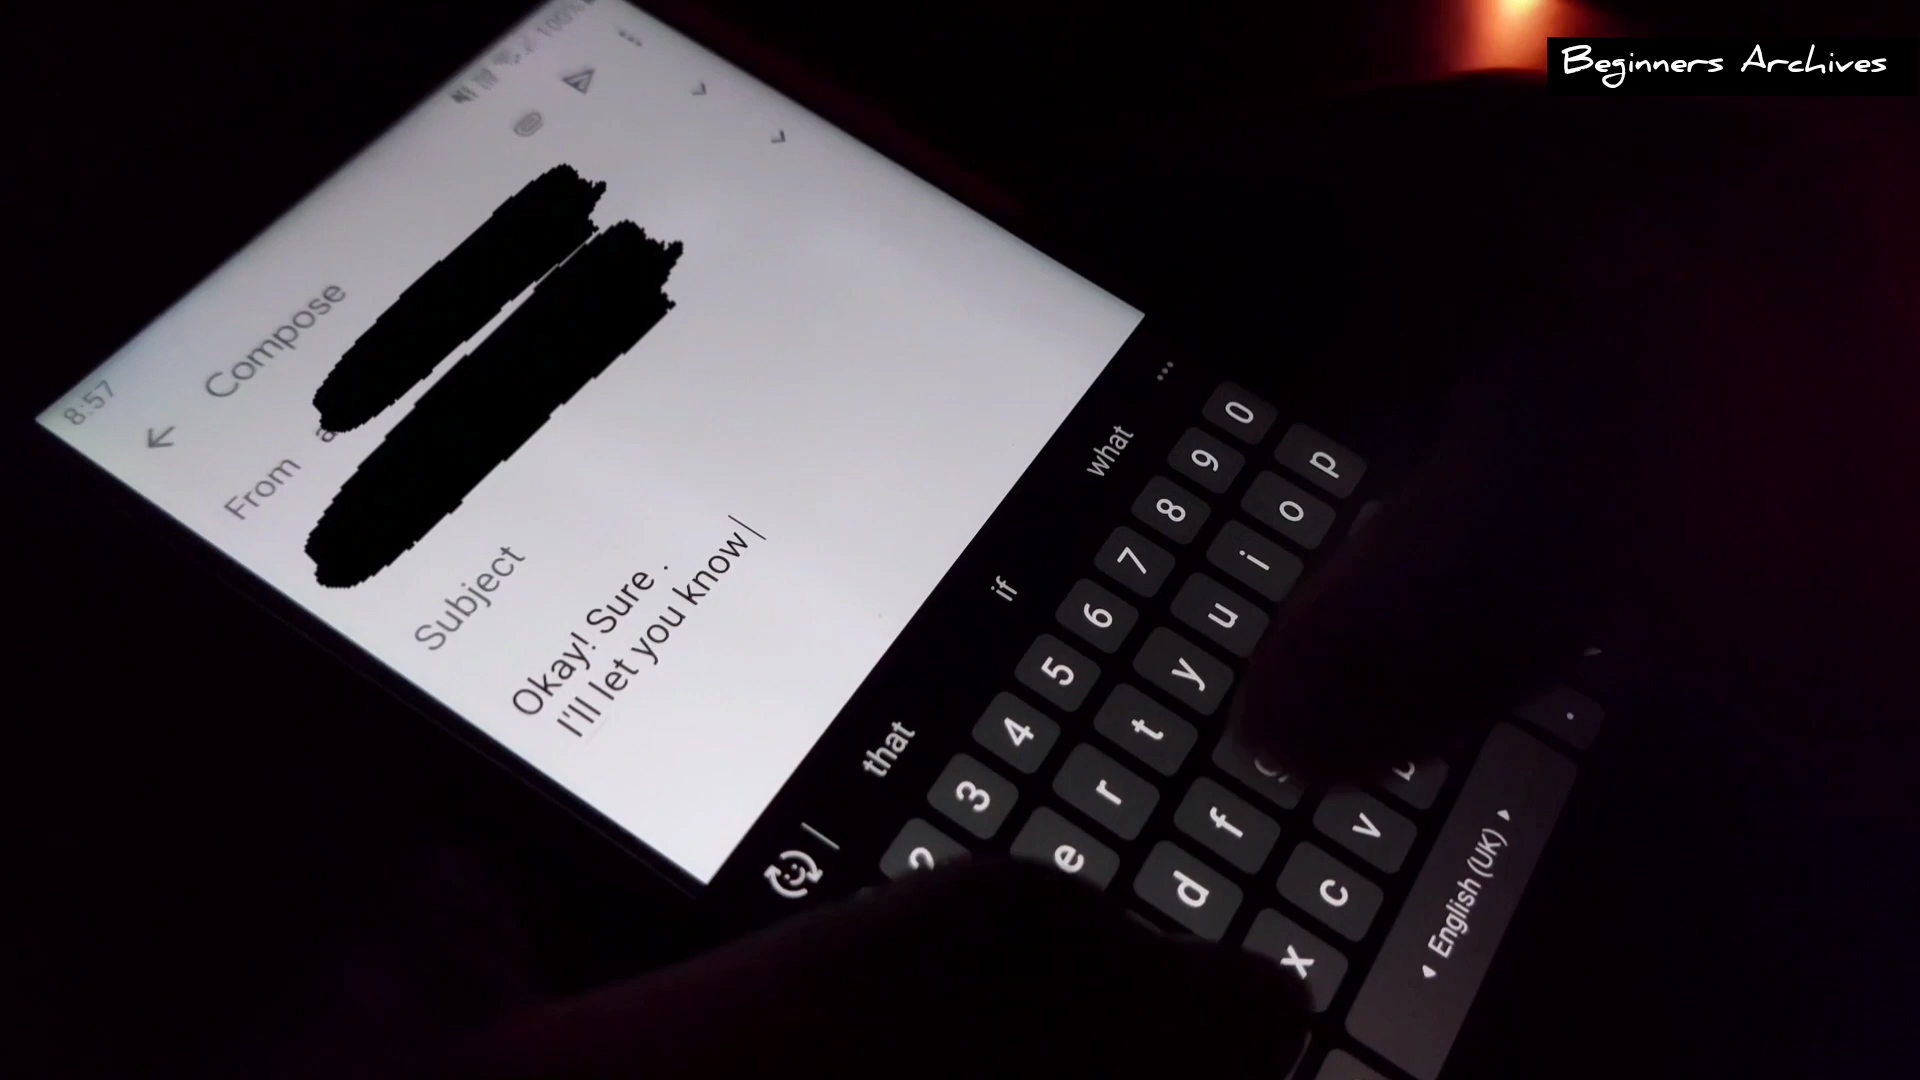 Beginners Archives
8:57
100%
Compose
From a
Subject
Okay! Sure .
I'll let you know
that if what
3 4 5 6 7 8 9 0
e r t y u i o p
d f
x c v
English (UK)
.